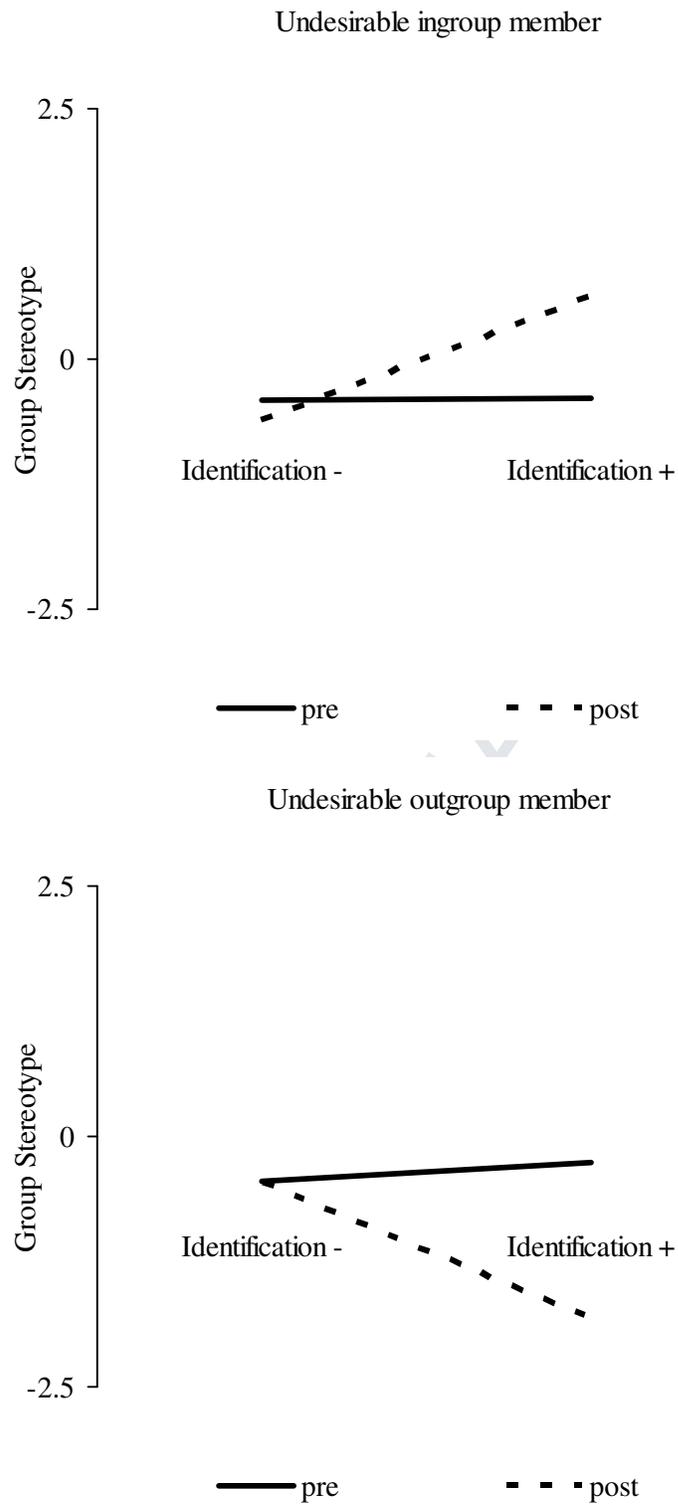 Undesirable ingroup member
2.5
Group Stereotype
0
Identification -
Identification +
-2.5
pre
post
Undesirable outgroup member
2.5
Group Stereotype
0
Identification -
Identification +
-2.5
pre
post